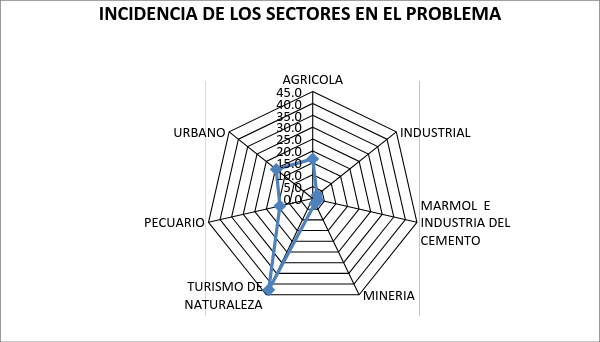 INCIDENCIA DE LOS SECTORES EN EL PROBLEMA
AGRICOLA
45.0
40.0
35.0
30.0
25.0
20.0
15.0
10.0
5.0
0.0
URBANO
INDUSTRIAL
PECUARIO
MARMOL E
INDUSTRIA DEL
CEMENTO
TURISMO DE
NATURALEZA
MINERIA